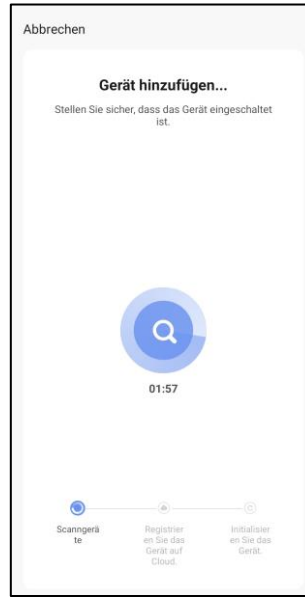 Abbrechen
Gerät hinzufügen...
Stellen Sie sicher, dass das Gerät eingeschaltet
ist.
01:57
Scanngerä
te
Registrier
en Sie das
Gerät auf
Cloud.
Initialisier
en Sie das
Gerät.